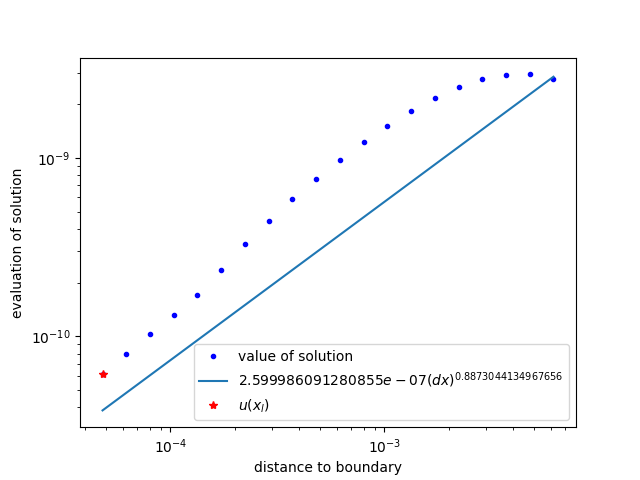 evaluation of solution
10⁻⁹
10⁻¹⁰
value of solution
2.599986091280855e − 07(dx)^0.8873044134967656
u(x_l)
10⁻⁴
10⁻³
distance to boundary